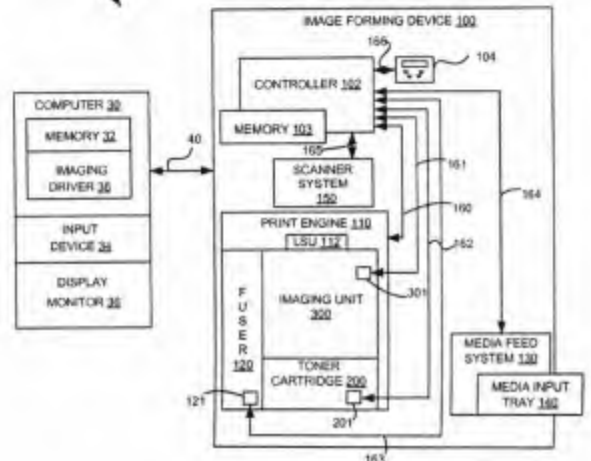 IMAGE FORMING DEVICE 100
166
104
CONTROLLER 102
COMPUTER 30
MEMORY 32
MEMORY 103
40
165
161
IMAGING
DRIVER 36
SCANNER
SYSTEM
150
164
160
PRINT ENGINE 110
INPUT
DEVICE 34
LSU 112
162
DISPLAY
MONITOR 36
FUSER
120
IMAGING UNIT
300
301
MEDIA FEED
SYSTEM 130
TONER
CARTRIDGE 200
MEDIA INPUT
TRAY 140
121
201
163